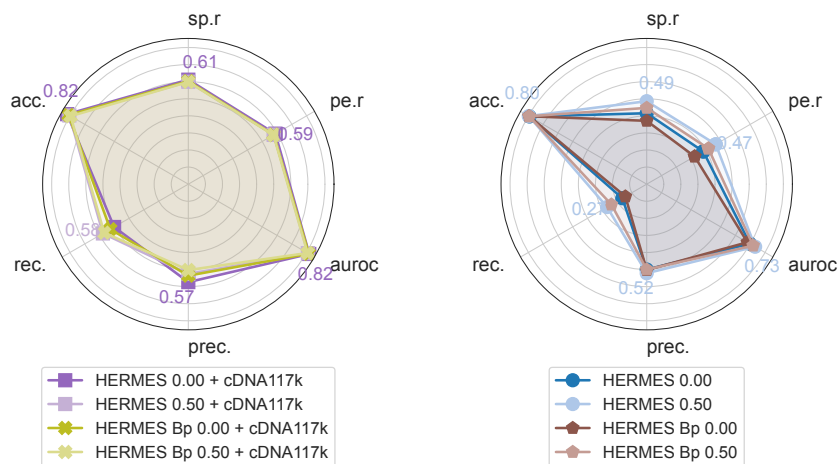 sp.r
0.61
pe.r
0.59
acc.
0.82
rec.
0.58
prec.
0.57
auroc
0.82
HERMES 0.00 + cDNA117k
HERMES 0.50 + cDNA117k
HERMES Bp 0.00 + cDNA117k
HERMES Bp 0.50 + cDNA117k
sp.r
0.49
pe.r
0.47
acc.
0.80
rec.
prec.
0.52
auroc
0.73
HERMES 0.00
HERMES 0.50
HERMES Bp 0.00
HERMES Bp 0.50